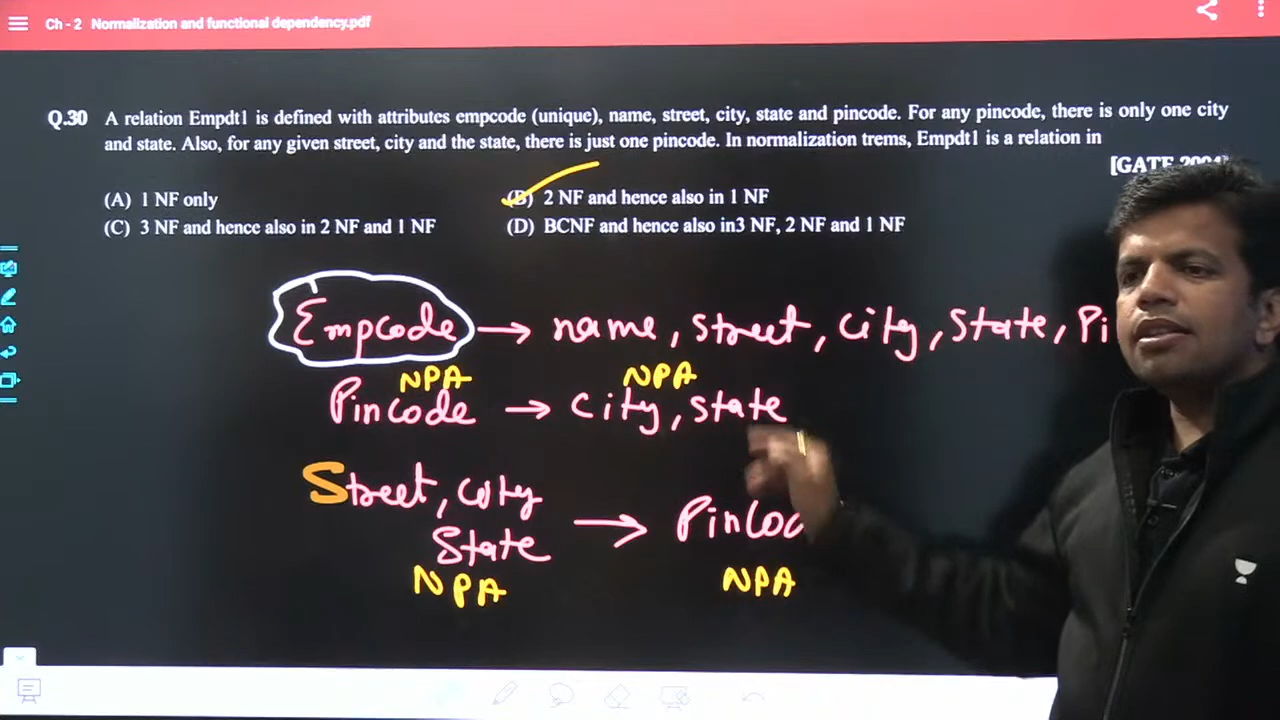 Ch - 2 Normalization and functional dependency.pdf
Q.30 A relation Empdt1 is defined with attributes empcode (unique), name, street, city, state and pincode. For any pincode, there is only one city
and state. Also, for any given street, city and the state, there is just one pincode. In normalization trems, Empdt1 is a relation in
[GATE 2004]
(A) 1 NF only
(B) 2 NF and hence also in 1 NF
(C) 3 NF and hence also in 2 NF and 1 NF
(D) BCNF and hence also in3 NF, 2 NF and 1 NF
Empcode → name, Street, City, State, Pi
NPA NPA
Pincode → City, State
Street, City
State → Pinco
NPA NPA